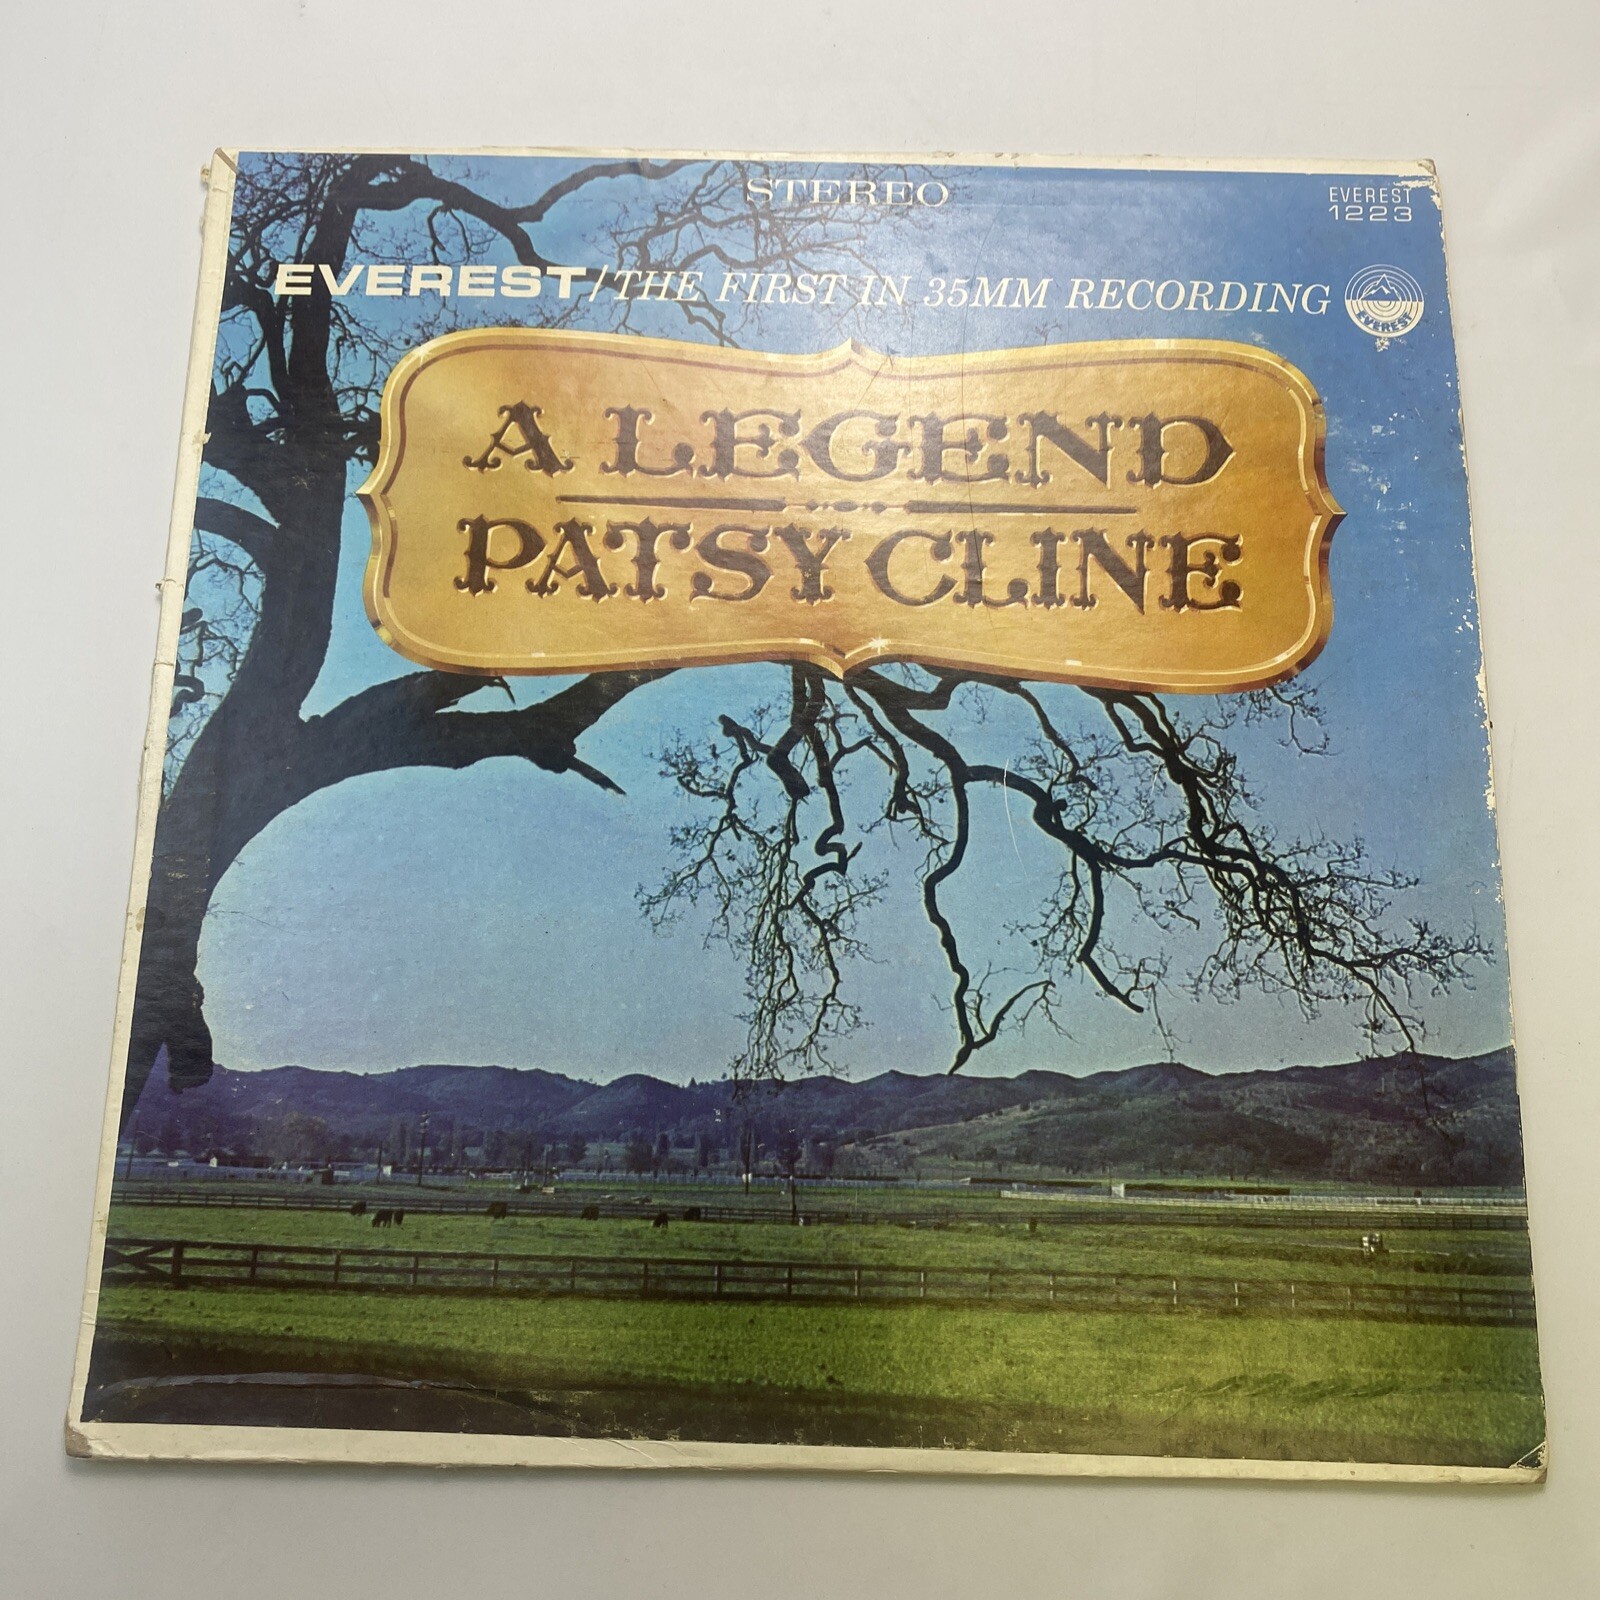 STEREO
EVEREST
1223
EVEREST/THE FIRST IN 35MM RECORDING
EVEREST
A LEGEND
PATSY CLINE